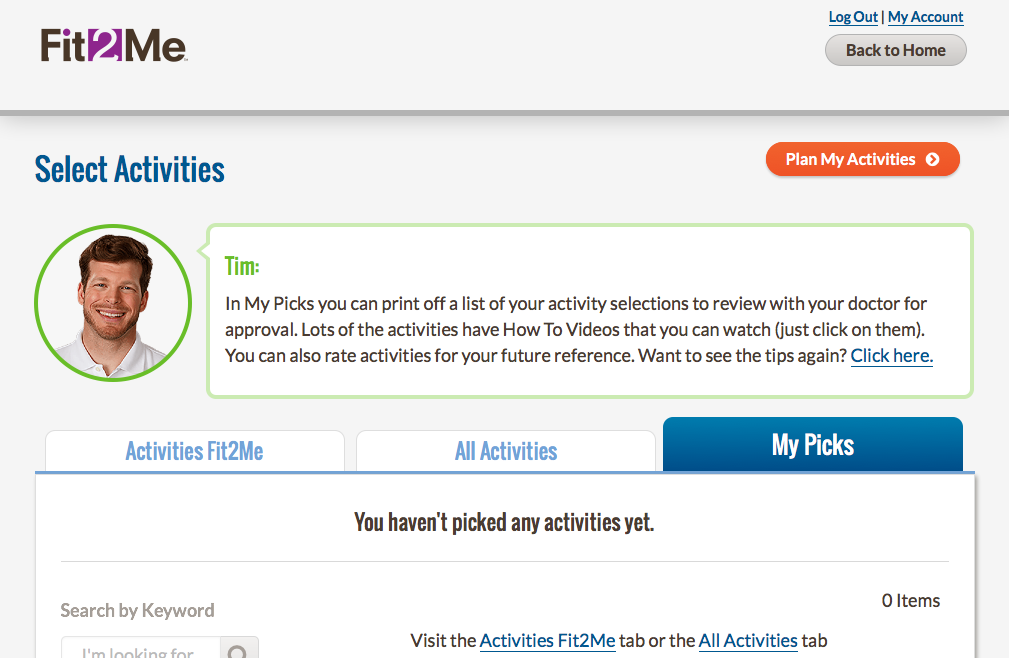 Log Out | My Account
Fit2Me
Back to Home
Select Activities
Plan My Activities
Tim:
In My Picks you can print off a list of your activity selections to review with your doctor for
approval. Lots of the activities have How To Videos that you can watch (just click on them).
You can also rate activities for your future reference. Want to see the tips again? Click here.
Activities Fit2Me
All Activities
My Picks
You haven't picked any activities yet.
0 Items
Search by Keyword
Visit the Activities Fit2Me tab or the All Activities tab
I'm looking for